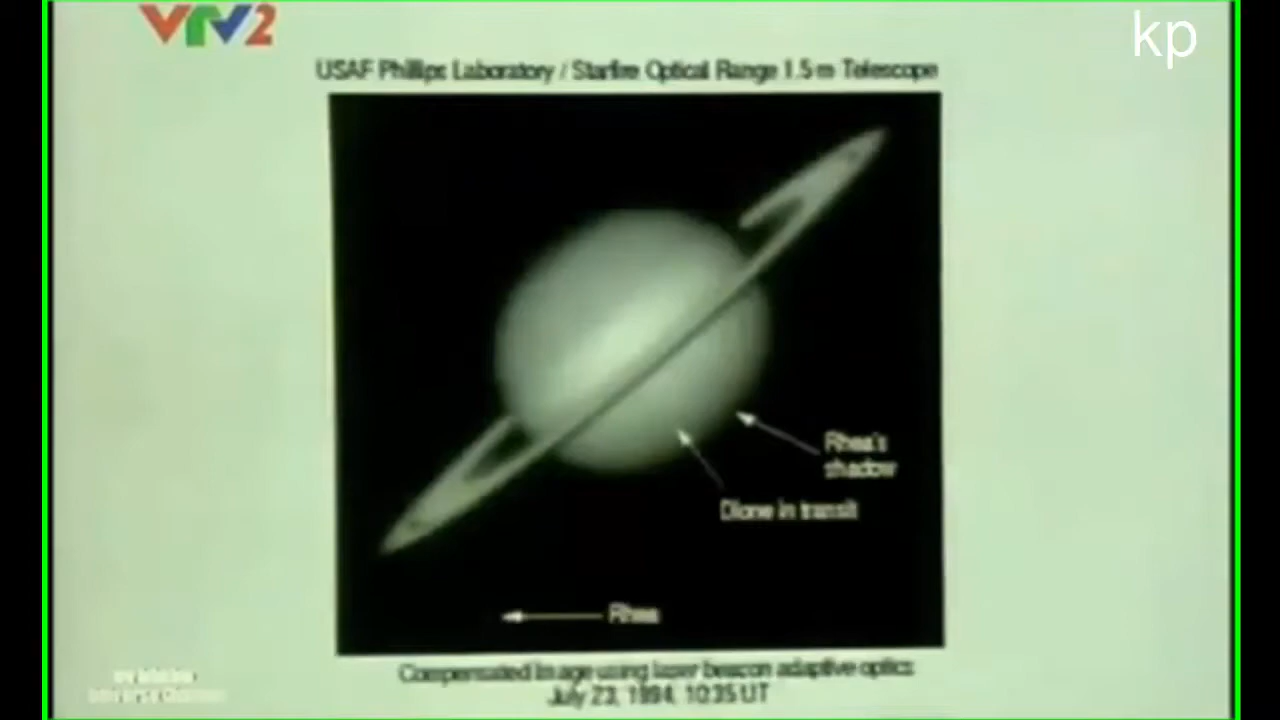 VTV2
kp
USAF Phillips Laboratory / Starfire Optical Range 1.5 m Telescope
Rhea's
shadow
Dione in transit
Rhea
Compensated image using laser beacon adaptive optics
July 23, 1994, 10:35 UT